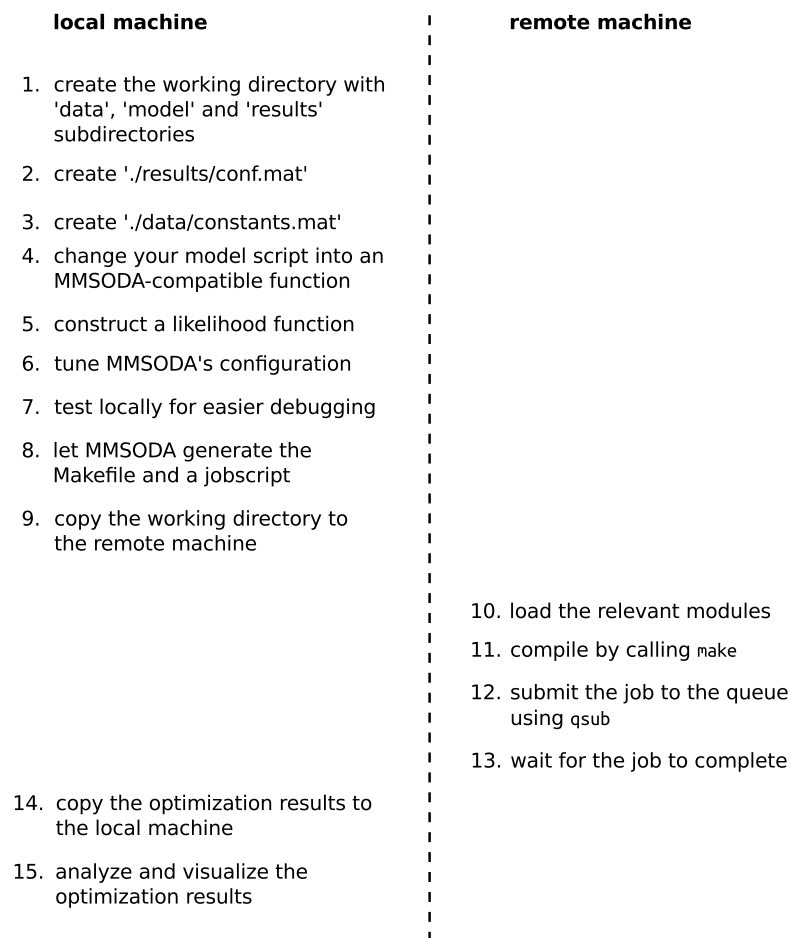 local machine
remote machine
1. create the working directory with
'data', 'model' and 'results'
subdirectories
2. create './results/conf.mat'
3. create './data/constants.mat'
4. change your model script into an
MMSODA-compatible function
5. construct a likelihood function
6. tune MMSODA's configuration
7. test locally for easier debugging
8. let MMSODA generate the
Makefile and a jobscript
9. copy the working directory to
the remote machine
10. load the relevant modules
11. compile by calling make
12. submit the job to the queue
using qsub
13. wait for the job to complete
14. copy the optimization results to
the local machine
15. analyze and visualize the
optimization results